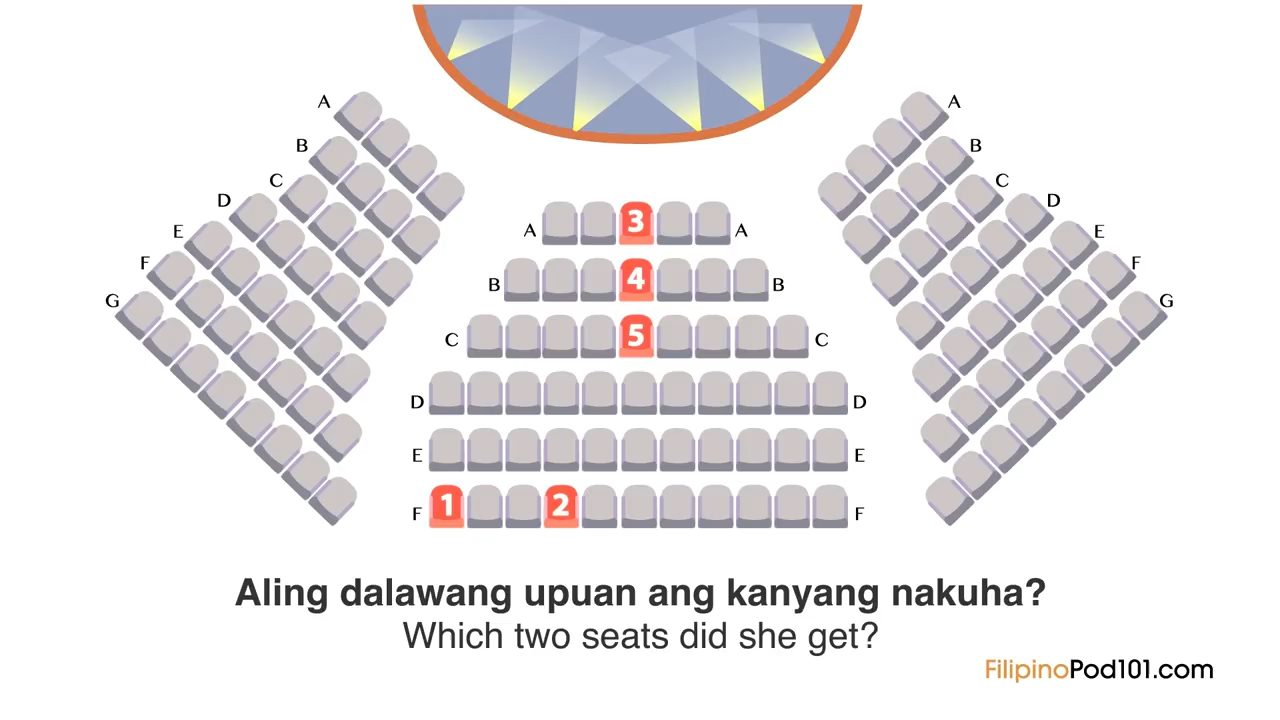 A A
B B
C C
D D
E E
F F
G G
A 3 A
B 4 B
C 5 C
D D
E E
F 1 2 F
Aling dalawang upuan ang kanyang nakuha?
Which two seats did she get?
FilipinoPod101.com